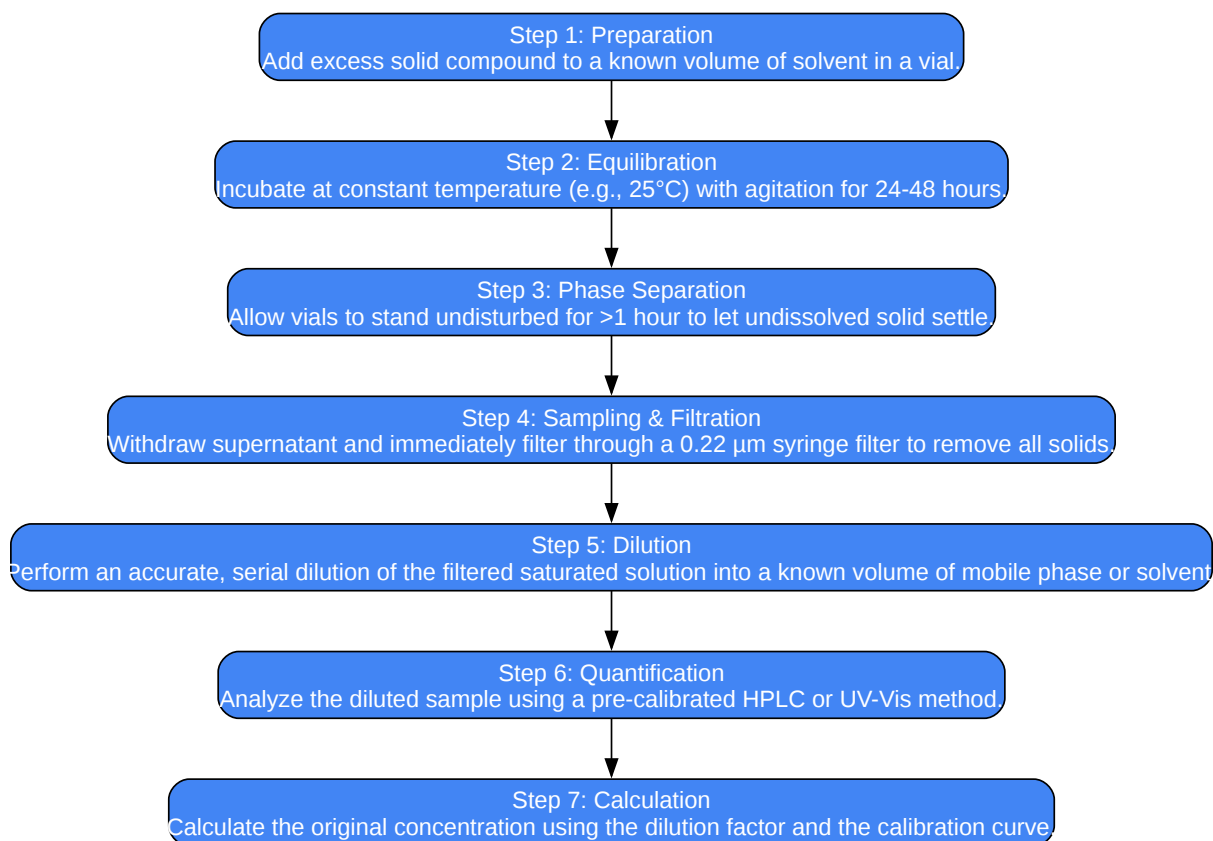 Step 1: Preparation
Add excess solid compound to a known volume of solvent in a vial.
Step 2: Equilibration
Incubate at constant temperature (e.g., 25°C) with agitation for 24-48 hours.
Step 3: Phase Separation
Allow vials to stand undisturbed for >1 hour to let undissolved solid settle.
Step 4: Sampling & Filtration
Withdraw supernatant and immediately filter through a 0.22 µm syringe filter to remove all solids.
Step 5: Dilution
Perform an accurate, serial dilution of the filtered saturated solution into a known volume of mobile phase or solvent.
Step 6: Quantification
Analyze the diluted sample using a pre-calibrated HPLC or UV-Vis method.
Step 7: Calculation
Calculate the original concentration using the dilution factor and the calibration curve.